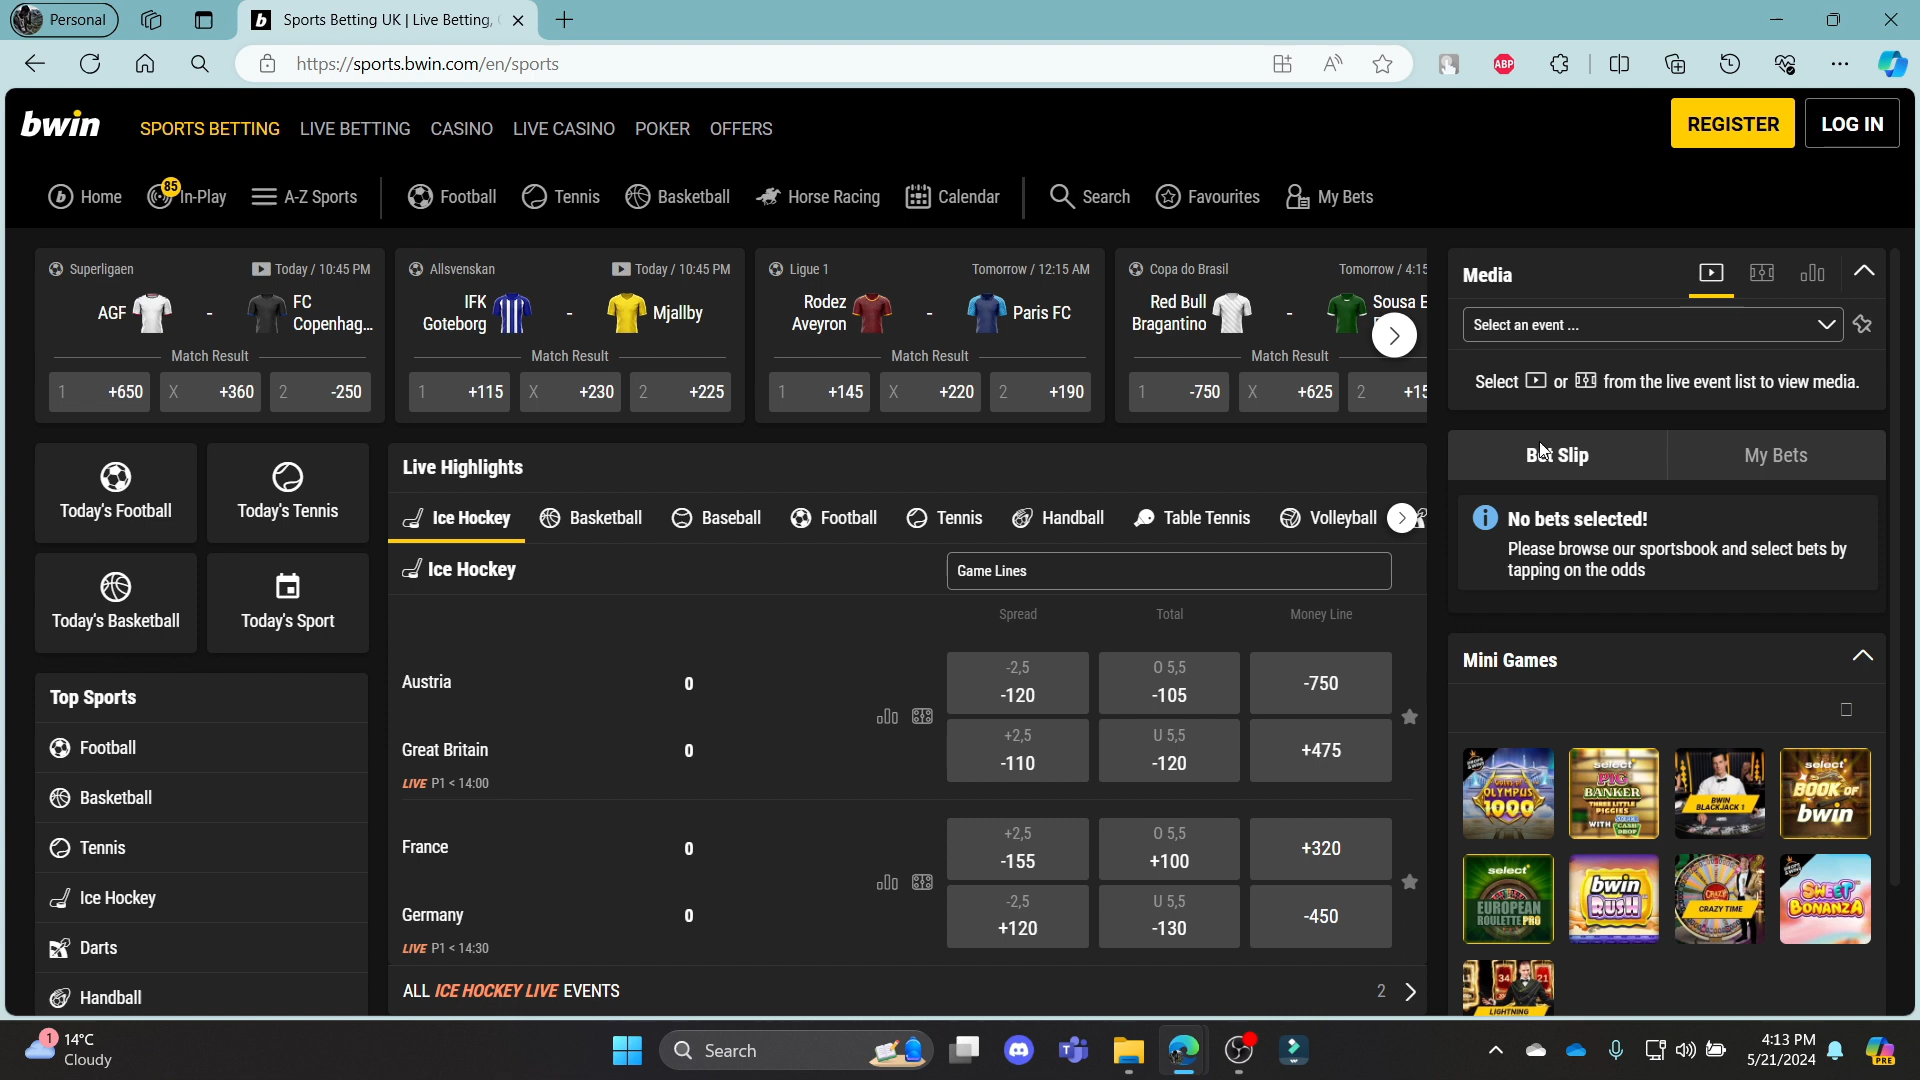 Personal
Sports Betting UK | Live Betting,
https://sports.bwin.com/en/sports
ABP
bwin
SPORTS BETTING LIVE BETTING CASINO LIVE CASINO POKER OFFERS
REGISTER
LOG IN
Home
85
In-Play
A-Z Sports
Football
Tennis
Basketball
Horse Racing
Calendar
Search
Favourites
My Bets
Superligaen Today / 10:45 PM
AGF - FC Copenhag...
Match Result
1 +650 X +360 2 -250
Allsvenskan Today / 10:45 PM
IFK Goteborg - Mjallby
Match Result
1 +115 X +230 2 +225
Ligue 1 Tomorrow / 12:15 AM
Rodez Aveyron - Paris FC
Match Result
1 +145 X +220 2 +190
Copa do Brasil Tomorrow / 4:15
Red Bull Bragantino - Sousa E
Match Result
1 -750 X +625 2 +15
Media
Select an event ...
Select or from the live event list to view media.
Today's Football
Today's Tennis
Today's Basketball
Today's Sport
Top Sports
Football
Basketball
Tennis
Ice Hockey
Darts
Handball
Live Highlights
Ice Hockey Basketball Baseball Football Tennis Handball Table Tennis Volleyball
Ice Hockey
Game Lines
Spread Total Money Line
-2,5 O 5,5
Austria 0 -120 -105 -750
+2,5 U 5,5
Great Britain 0 -110 -120 +475
LIVE P1 < 14:00
+2,5 O 5,5
France 0 -155 +100 +320
-2,5 U 5,5
Germany 0 +120 -130 -450
LIVE P1 < 14:30
ALL ICE HOCKEY LIVE EVENTS 2
Bet Slip
My Bets
No bets selected!
Please browse our sportsbook and select bets by
tapping on the odds
Mini Games
OLYMPUS
1000
select
PIG
BANKER
THREE LITTLE
PIGGIES
WITH
CASH
DROP
BWIN
BLACKJACK 1
select
BOOK OF
bwin
select
EUROPEAN
ROULETTE PRO
bwin
RUSH
CRAZY
CRAZY TIME
SWEET
BONANZA
34 21
LIGHTNING
1
14°C
Cloudy
Search
4:13 PM
5/21/2024
PRE